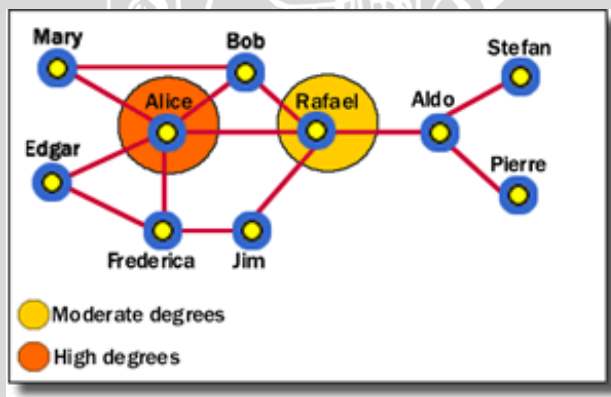 Mary
Bob
Stefan
Alice
Rafael
Aldo
Edgar
Pierre
Frederica
Jim
Moderate degrees
High degrees